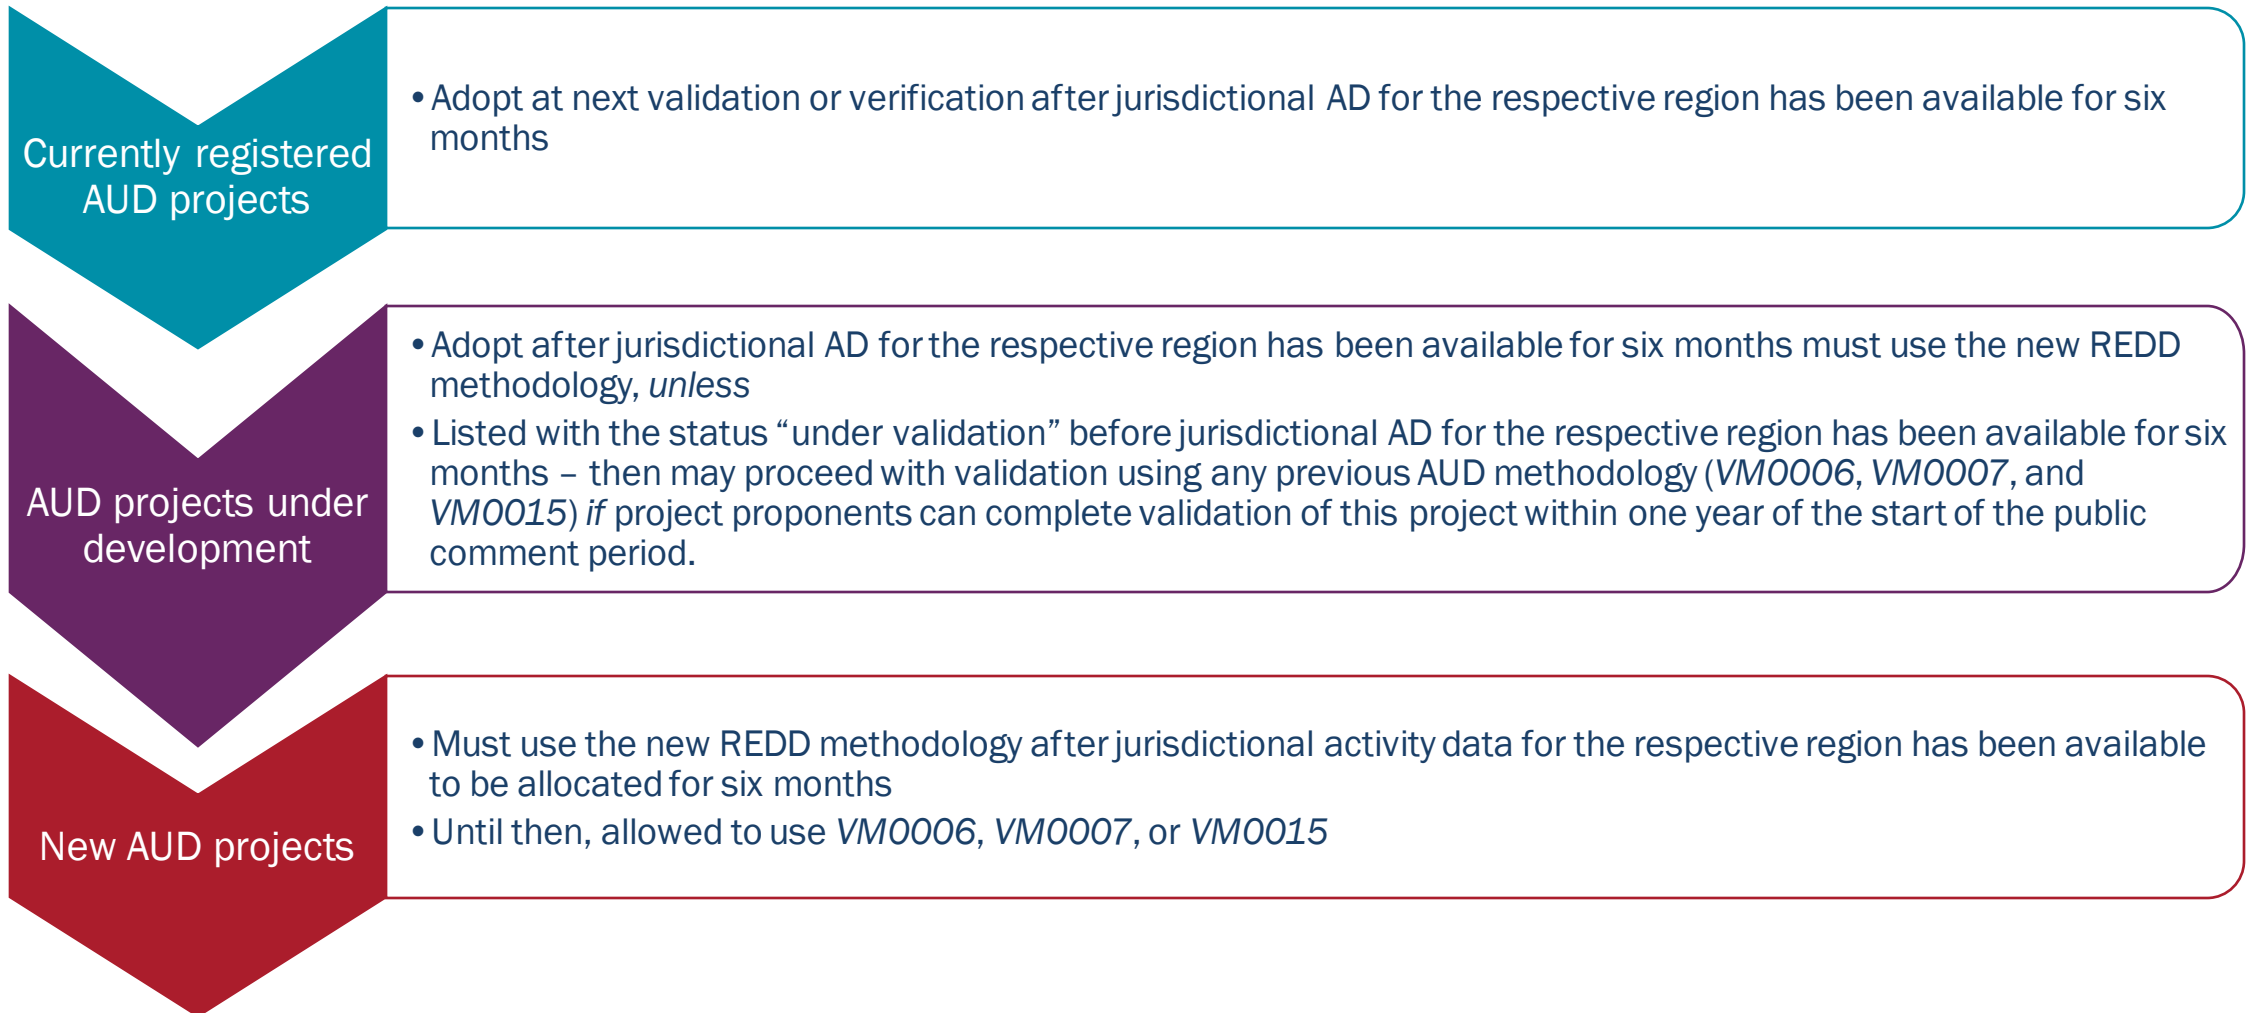 Currently registered
AUD projects
• Adopt at next validation or verification after jurisdictional AD for the respective region has been available for six
months
AUD projects under
development
• Adopt after jurisdictional AD for the respective region has been available for six months must use the new REDD
methodology, unless
• Listed with the status “under validation” before jurisdictional AD for the respective region has been available for six
months – then may proceed with validation using any previous AUD methodology (VM0006, VM0007, and
VM0015) if project proponents can complete validation of this project within one year of the start of the public
comment period.
New AUD projects
• Must use the new REDD methodology after jurisdictional activity data for the respective region has been available
to be allocated for six months
• Until then, allowed to use VM0006, VM0007, or VM0015